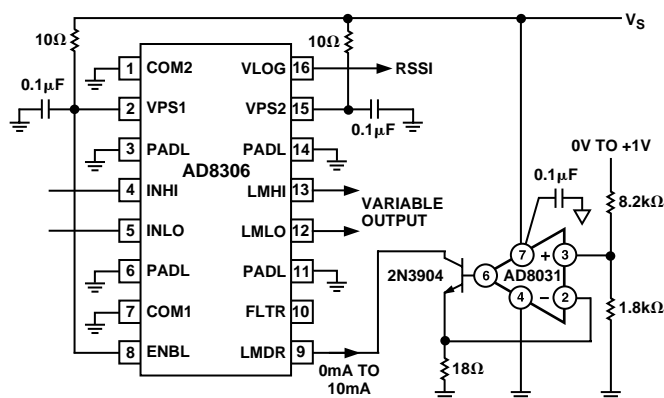 V_S
10Ω
10Ω
1 COM2 VLOG 16
RSSI
0.1μF
2 VPS1 VPS2 15
0.1μF
3 PADL PADL 14
0V TO +1V
AD8306
0.1μF
4 INHI LMHI 13
VARIABLE
OUTPUT
8.2kΩ
5 INLO LMLO 12
7
+ 3
2N3904
6
AD8031
6 PADL PADL 11
4
– 2
1.8kΩ
7 COM1 FLTR 10
8 ENBL LMDR 9
0mA TO
10mA
18Ω